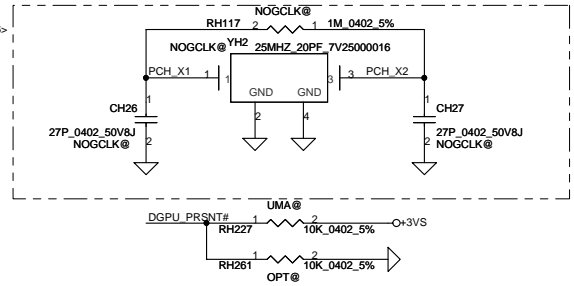 NOGCLK@
RH117 2 1 1M_0402_5%
NOGCLK@ YH2 25MHZ_20PF_7V25000016
PCH_X1 1 1 3 3 PCH_X2
GND GND
1 1
CH26 2 4 CH27
27P_0402_50V8J 2 2 27P_0402_50V8J
NOGCLK@ NOGCLK@
UMA@
DGPU_PRSNT# 1 2 +3VS
RH227 10K_0402_5%
1 2
RH261 10K_0402_5%
OPT@